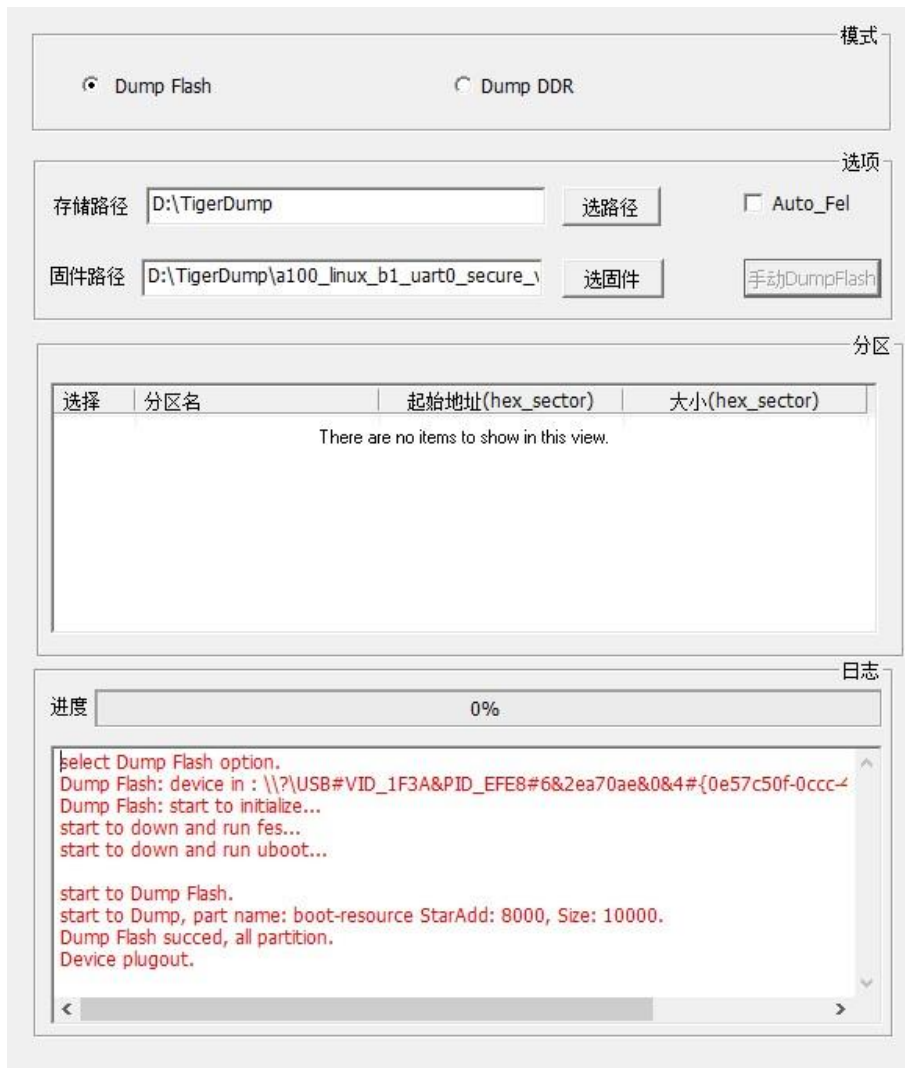 模式
Dump Flash Dump DDR
选项
存储路径 D:\TigerDump 选路径 Auto_Fel
固件路径 D:\TigerDump\a100_linux_b1_uart0_secure_v 选固件 手动DumpFlash
分区
选择 分区名 起始地址(hex_sector) 大小(hex_sector)
There are no items to show in this view.
日志
进度 0%
select Dump Flash option.
Dump Flash: device in : \\?\USB#VID_1F3A&PID_EFE8#6&2ea70ae&0&4#{0e57c50f-0ccc-4
Dump Flash: start to initialize...
start to down and run fes...
start to down and run uboot...
start to Dump Flash.
start to Dump, part name: boot-resource StarAdd: 8000, Size: 10000.
Dump Flash succed, all partition.
Device plugout.